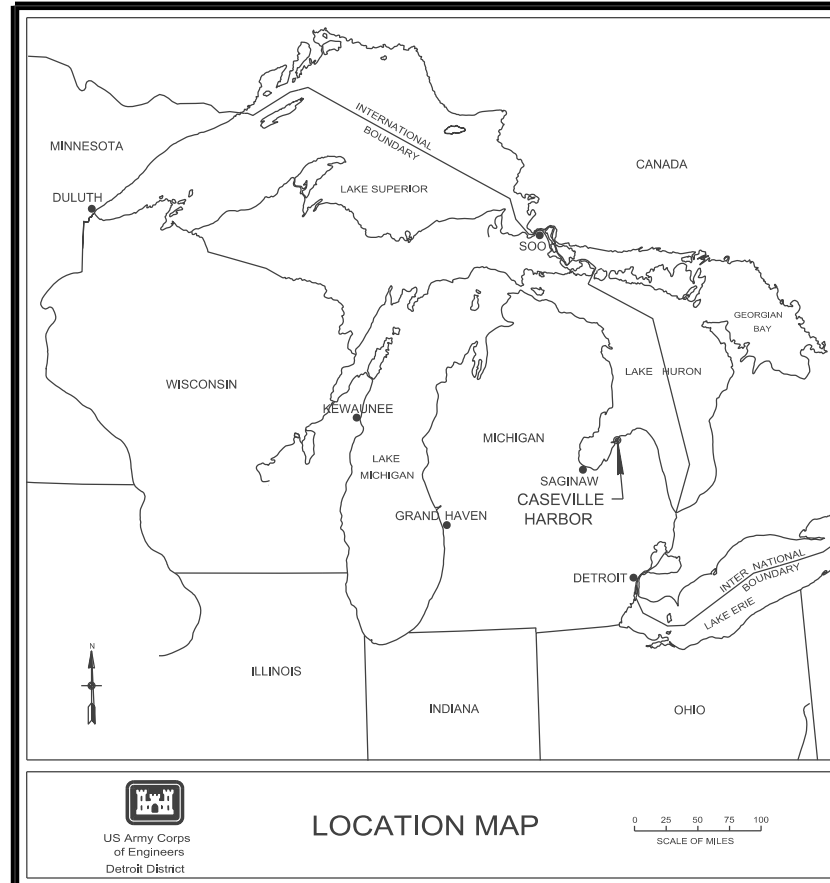 INTERNATIONAL
BOUNDARY
MINNESOTA
CANADA
DULUTH
LAKE SUPERIOR
SOO
GEORGIAN
BAY
LAKE HURON
WISCONSIN
KEWAUNEE
MICHIGAN
LAKE
MICHIGAN
SAGINAW
CASEVILLE
HARBOR
GRAND HAVEN
DETROIT
INTER NATIONAL
BOUNDARY
LAKE ERIE
N
ILLINOIS
INDIANA
OHIO
US Army Corps
of Engineers
Detroit District
LOCATION MAP
0 25 50 75 100
SCALE OF MILES